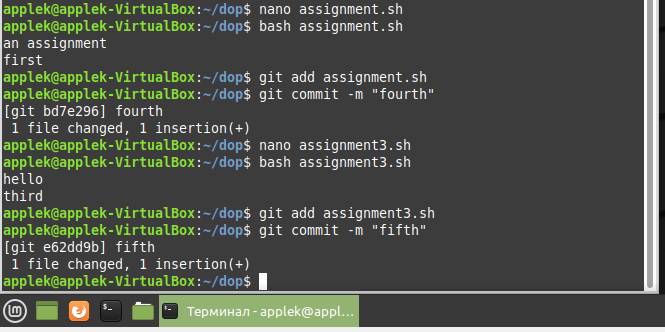 applek@applek-VirtualBox:~/dop$ nano assignment.sh
applek@applek-VirtualBox:~/dop$ bash assignment.sh
an assignment
first
applek@applek-VirtualBox:~/dop$ git add assignment.sh
applek@applek-VirtualBox:~/dop$ git commit -m "fourth"
[git bd7e296] fourth
 1 file changed, 1 insertion(+)
applek@applek-VirtualBox:~/dop$ nano assignment3.sh
applek@applek-VirtualBox:~/dop$ bash assignment3.sh
hello
third
applek@applek-VirtualBox:~/dop$ git add assignment3.sh
applek@applek-VirtualBox:~/dop$ git commit -m "fifth"
[git e62dd9b] fifth
 1 file changed, 1 insertion(+)
applek@applek-VirtualBox:~/dop$
Терминал - applek@appl...